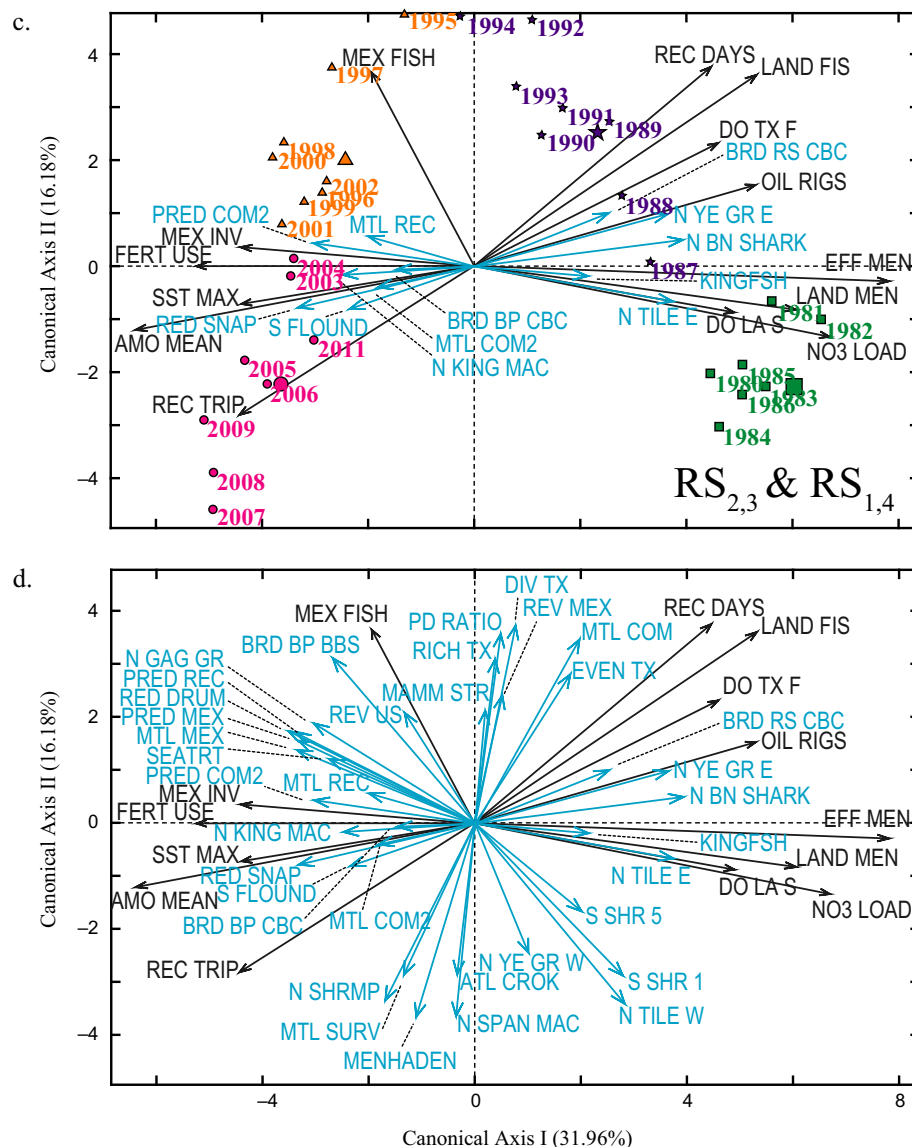 c.
1995
1994
1992
MEX FISH
REC DAYS
LAND FIS
1997
1993
1991
1989
1990
DO TX F
BRD RS CBC
1998
2000
2002
1996
1999
OIL RIGS
1988
PRED COM2
2001
MTL REC
N YE GR E
MEX INV
N BN SHARK
FERT USE
2004
1987
EFF MEN
2003
KINGFSH
SST MAX
LAND MEN
RED SNAP
S FLOUND
BRD BP CBC
N TILE E
DO LA S
1981
1982
AMO MEAN
2011
MTL COM2
NO3 LOAD
N KING MAC
2005
2006
1985
1980
1983
1986
REC TRIP
2009
1984
2008
2007
RS2,3 & RS1,4
4
2
0
−2
−4
Canonical Axis II (16.18%)
d.
DIV TX
MEX FISH
PD RATIO
REV MEX
REC DAYS
LAND FIS
BRD BP BBS
RICH TX
MTL COM
N GAG GR
EVEN TX
PRED REC
MAMM STR
DO TX F
RED DRUM
PRED MEX
REV US
BRD RS CBC
MTL MEX
OIL RIGS
SEATRT
PRED COM2
MTL REC
N YE GR E
MEX INV
N BN SHARK
FERT USE
EFF MEN
N KING MAC
KINGFSH
SST MAX
LAND MEN
RED SNAP
N TILE E
DO LA S
AMO MEAN
S FLOUND
NO3 LOAD
BRD BP CBC
MTL COM2
S SHR 5
REC TRIP
N YE GR W
N SHRMP
ATL CROK
S SHR 1
MTL SURV
N SPAN MAC
N TILE W
MENHADEN
4
2
0
−2
−4
Canonical Axis II (16.18%)
−4
0
4
8
Canonical Axis I (31.96%)